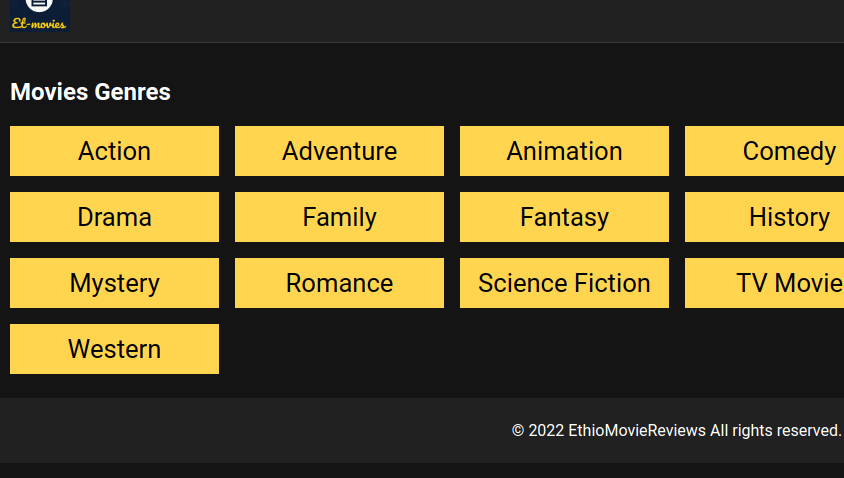 Et-movies
Movies Genres
Action Adventure Animation Comedy
Drama Family Fantasy History
Mystery Romance Science Fiction TV Movie
Western
© 2022 EthioMovieReviews All rights reserved.